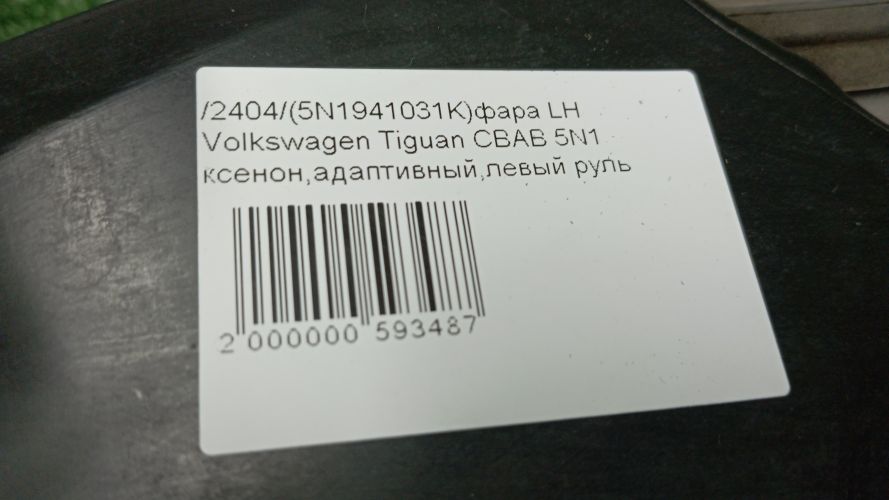 /2404/(5N1941031K)фара LH
Volkswagen Tiguan CBAB 5N1
ксенон,адаптивный,левый руль
2 000000 593487